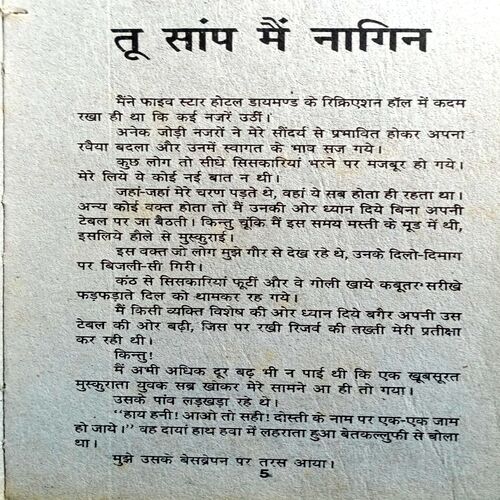 तू सांप मैं नागिन
मैंने फाइव स्टार होटल डायमण्ड के रिक्रिएशन हॉल में कदम
रखा ही था कि कई नजरें उठीं।
अनेक जोड़ी नजरों ने मेरे सौंदर्य से प्रभावित होकर अपना
रवैया बदला और उनमें स्वागत के भाव सज गये।
कुछ लोग तो सीधे सिसकारियां भरने पर मजबूर हो गये।
मेरे लिये ये कोई नई बात न थी।
जहां-जहां मेरे चरण पड़ते थे, वहां ये सब होता ही रहता था।
अन्य कोई वक्त होता तो मैं उनकी ओर ध्यान दिये बिना अपनी
टेबल पर जा बैठती। किन्तु चूंकि मैं इस समय मस्ती के मूड में थी,
इसलिये हौले से मुस्कुराई।
इस वक्त जो लोग मुझे गौर से देख रहे थे, उनके दिलो-दिमाग
पर बिजली-सी गिरी।
कंठ से सिसकारियां फूटीं और वे गोली खाये कबूतर-सरीखे
फड़फड़ाते दिल को थामकर रह गये।
मैं किसी व्यक्ति विशेष की ओर ध्यान दिये बगैर अपनी उस
टेबल की ओर बढ़ी, जिस पर रखी रिजर्व की तख्ती मेरी प्रतीक्षा
कर रही थी।
किन्तु!
मैं अभी अधिक दूर बढ़ भी न पाई थी कि एक खूबसूरत
मुस्कुराता युवक सब्र खोकर मेरे सामने आ ही तो गया।
उसके पांव लड़खड़ा रहे थे।
"हाय हनी! आओ तो सही! दोस्ती के नाम पर एक-एक जाम
हो जाये।" वह दायां हाथ हवा में लहराता हुआ बेतकल्लुफी से बोला
था।
मुझे उसके बेसब्रेपन पर तरस आया।
5